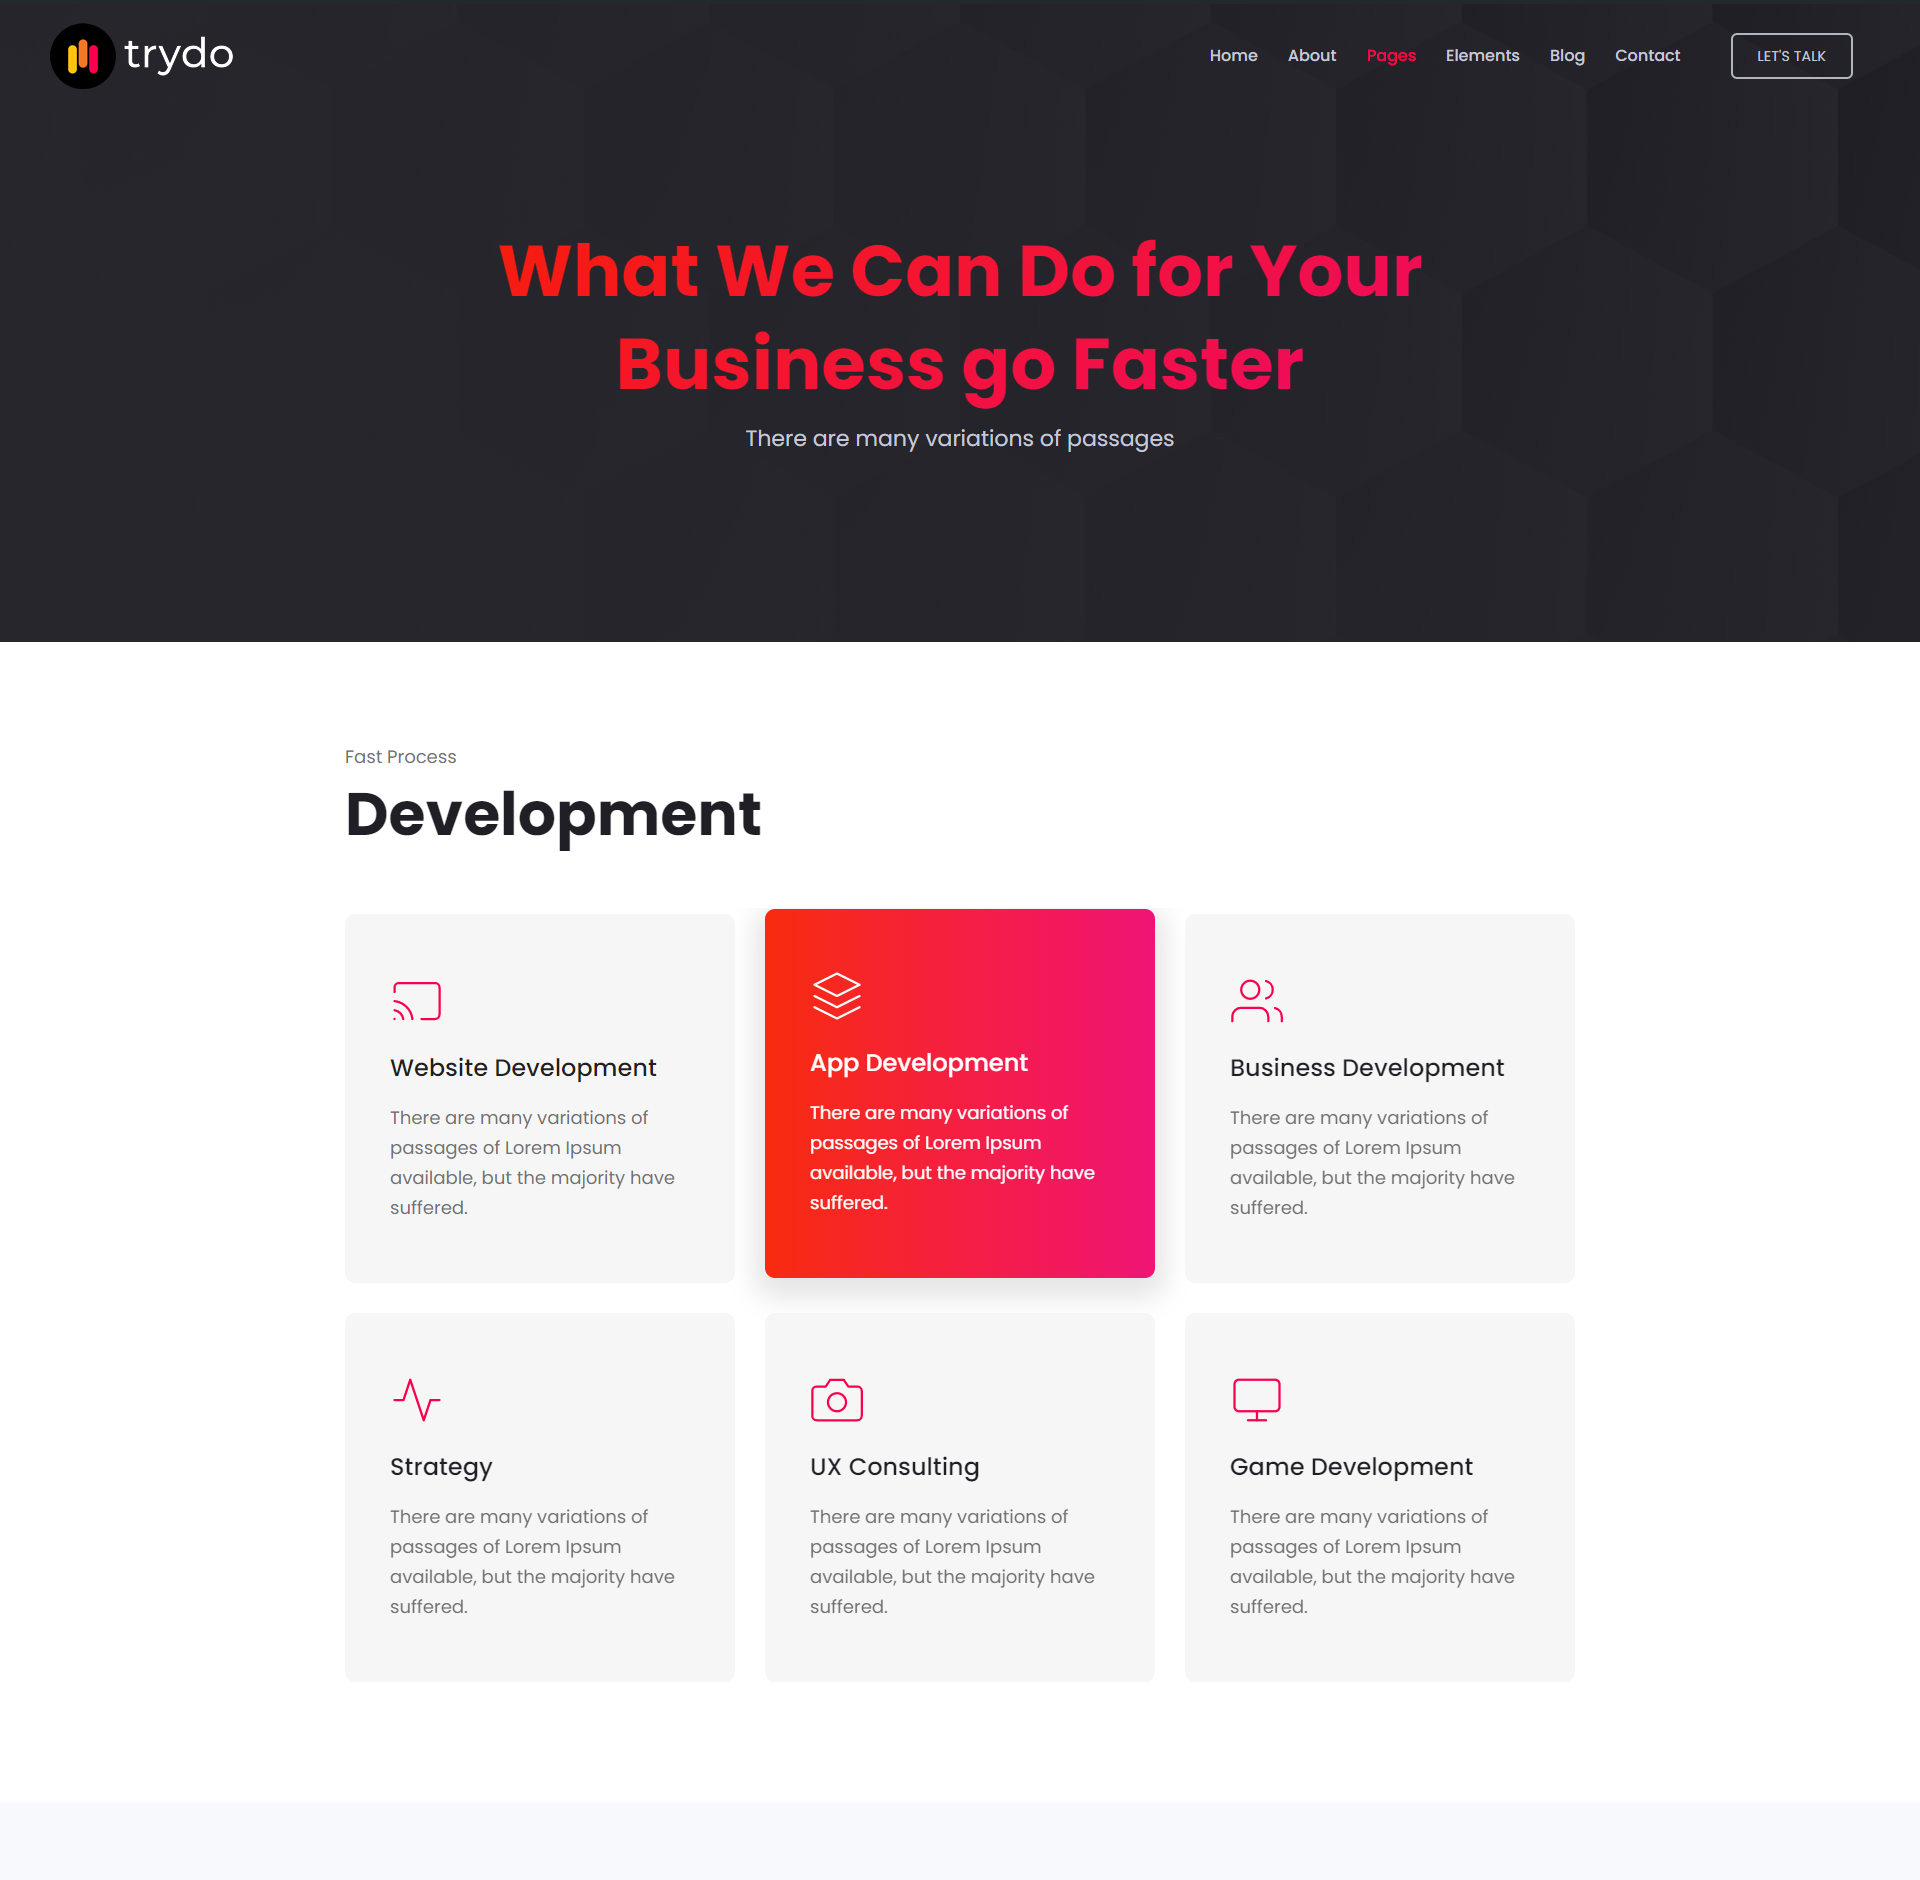 trydo
Home About Pages Elements Blog Contact LET'S TALK
What We Can Do for Your
Business go Faster
There are many variations of passages
Fast Process
Development
Website Development
There are many variations of
passages of Lorem Ipsum
available, but the majority have
suffered.
App Development
There are many variations of
passages of Lorem Ipsum
available, but the majority have
suffered.
Business Development
There are many variations of
passages of Lorem Ipsum
available, but the majority have
suffered.
Strategy
There are many variations of
passages of Lorem Ipsum
available, but the majority have
suffered.
UX Consulting
There are many variations of
passages of Lorem Ipsum
available, but the majority have
suffered.
Game Development
There are many variations of
passages of Lorem Ipsum
available, but the majority have
suffered.